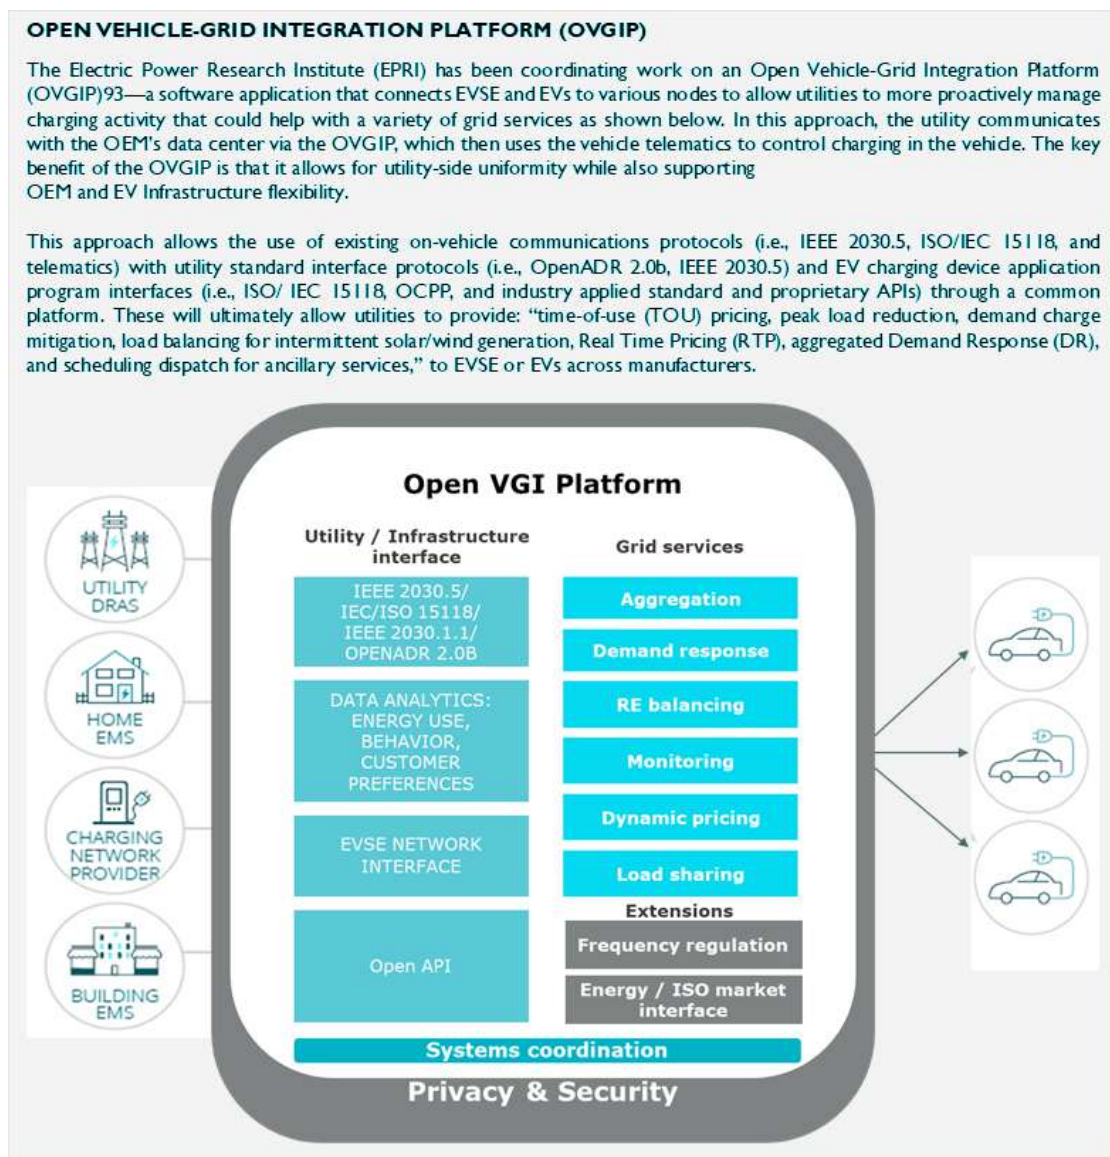 OPEN VEHICLE-GRID INTEGRATION PLATFORM (OVGIP)
The Electric Power Research Institute (EPRI) has been coordinating work on an Open Vehicle-Grid Integration Platform
(OVGIP)93—a software application that connects EVSE and EVs to various nodes to allow utilities to more proactively manage
charging activity that could help with a variety of grid services as shown below. In this approach, the utility communicates
with the OEM's data center via the OVGIP, which then uses the vehicle telematics to control charging in the vehicle. The key
benefit of the OVGIP is that it allows for utility-side uniformity while also supporting
OEM and EV Infrastructure flexibility.
This approach allows the use of existing on-vehicle communications protocols (i.e., IEEE 2030.5, ISO/IEC 15118, and
telematics) with utility standard interface protocols (i.e., OpenADR 2.0b, IEEE 2030.5) and EV charging device application
program interfaces (i.e., ISO/ IEC 15118, OCPP, and industry applied standard and proprietary APIs) through a common
platform. These will ultimately allow utilities to provide: “time-of-use (TOU) pricing, peak load reduction, demand charge
mitigation, load balancing for intermittent solar/wind generation, Real Time Pricing (RTP), aggregated Demand Response (DR),
and scheduling dispatch for ancillary services,” to EVSE or EVs across manufacturers.
UTILITY
DRAS
HOME
EMS
CHARGING
NETWORK
PROVIDER
BUILDING
EMS
Open VGI Platform
Utility / Infrastructure
interface
IEEE 2030.5/
IEC/ISO 15118/
IEEE 2030.1.1/
OPENADR 2.0B
DATA ANALYTICS:
ENERGY USE,
BEHAVIOR,
CUSTOMER
PREFERENCES
EVSE NETWORK
INTERFACE
Open API
Grid services
Aggregation
Demand response
RE balancing
Monitoring
Dynamic pricing
Load sharing
Extensions
Frequency regulation
Energy / ISO market
interface
Systems coordination
Privacy & Security